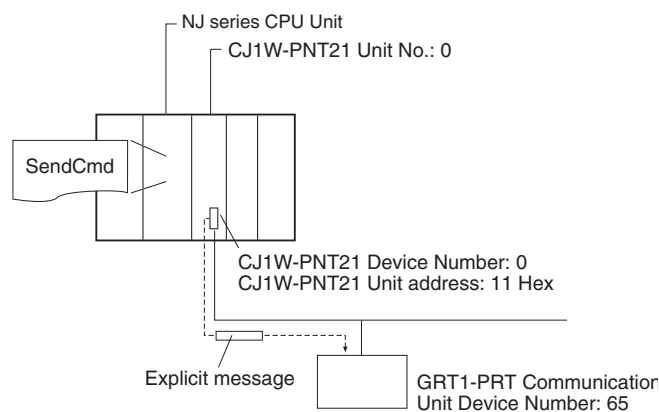 NJ series CPU Unit
CJ1W-PNT21 Unit No.: 0
SendCmd
CJ1W-PNT21 Device Number: 0
CJ1W-PNT21 Unit address: 11 Hex
Explicit message
GRT1-PRT Communication
Unit Device Number: 65